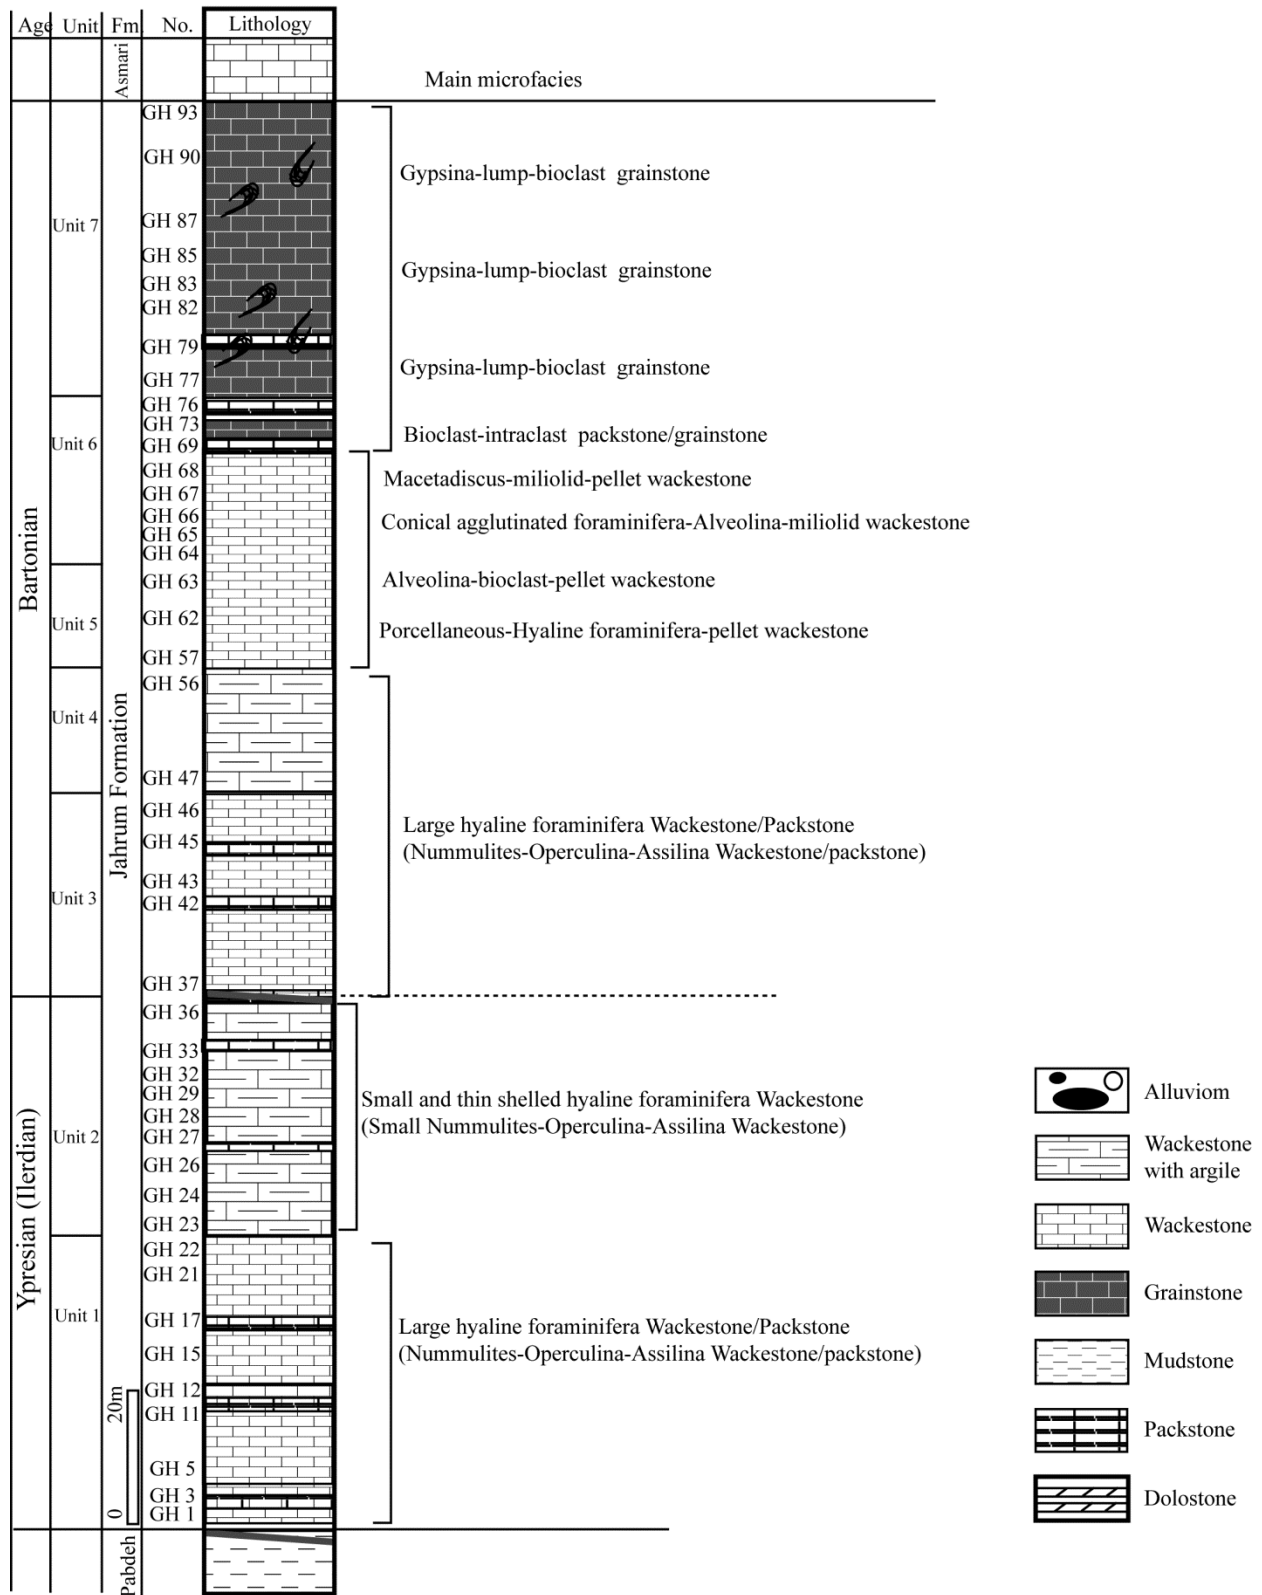 Age Unit Fm. No. Lithology
Asmari
Main microfacies
GH 93
GH 90
Gypsina-lump-bioclast grainstone
Unit 7
GH 87
GH 85
Gypsina-lump-bioclast grainstone
GH 83
GH 82
GH 79
Gypsina-lump-bioclast grainstone
GH 77
GH 76
GH 73
Bioclast-intraclast packstone/grainstone
Unit 6
GH 69
GH 68
Macetadiscus-miliolid-pellet wackestone
GH 67
GH 66
Conical agglutinated foraminifera-Alveolina-miliolid wackestone
GH 65
GH 64
Bartonian
GH 63
Alveolina-bioclast-pellet wackestone
GH 62
Unit 5
Porcellaneous-Hyaline foraminifera-pellet wackestone
GH 57
GH 56
Unit 4
Jahrum Formation
GH 47
GH 46
Large hyaline foraminifera Wackestone/Packstone
(Nummulites-Operculina-Assilina Wackestone/packstone)
GH 45
GH 43
Unit 3
GH 42
GH 37
GH 36
GH 33
GH 32
GH 29
Small and thin shelled hyaline foraminifera Wackestone
(Small Nummulites-Operculina-Assilina Wackestone)
GH 28
Unit 2
GH 27
GH 26
GH 24
GH 23
Ypresian (Ilerdian)
GH 22
GH 21
Unit 1
GH 17
Large hyaline foraminifera Wackestone/Packstone
(Nummulites-Operculina-Assilina Wackestone/packstone)
GH 15
GH 12
20m
GH 11
GH 5
GH 3
0
GH 1
Pabdeh
Alluviom
Wackestone
with argile
Wackestone
Grainstone
Mudstone
Packstone
Dolostone